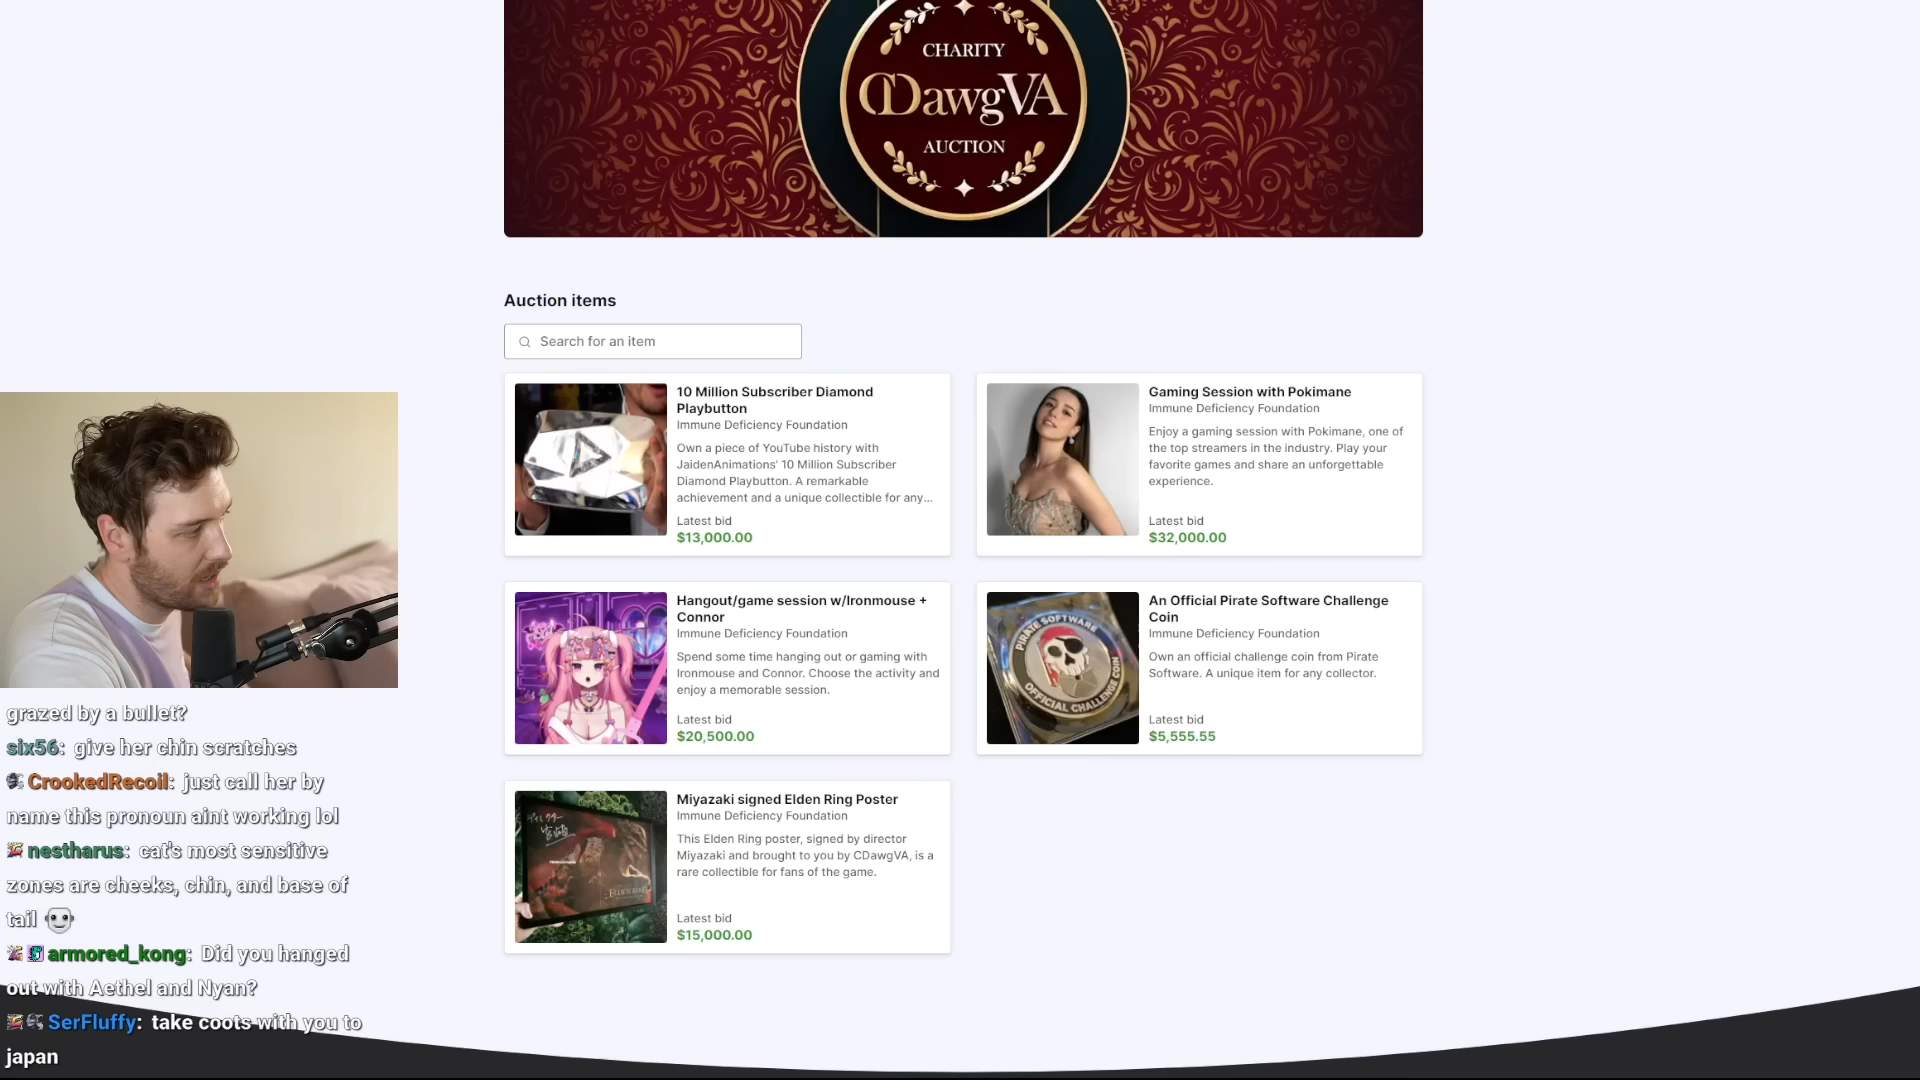 CHARITY
CDawgVA
AUCTION
Auction items
Search for an item
10 Million Subscriber Diamond
Playbutton
Immune Deficiency Foundation
Own a piece of YouTube history with
JaidenAnimations' 10 Million Subscriber
Diamond Playbutton. A remarkable
achievement and a unique collectible for any...
Latest bid
$13,000.00
Gaming Session with Pokimane
Immune Deficiency Foundation
Enjoy a gaming session with Pokimane, one of
the top streamers in the industry. Play your
favorite games and share an unforgettable
experience.
Latest bid
$32,000.00
Hangout/game session w/Ironmouse +
Connor
Immune Deficiency Foundation
Spend some time hanging out or gaming with
Ironmouse and Connor. Choose the activity and
enjoy a memorable session.
Latest bid
$20,500.00
PIRATE SOFTWARE
OFFICIAL CHALLENGE COIN
An Official Pirate Software Challenge
Coin
Immune Deficiency Foundation
Own an official challenge coin from Pirate
Software. A unique item for any collector.
Latest bid
$5,555.55
ELDEN RING
Miyazaki signed Elden Ring Poster
Immune Deficiency Foundation
This Elden Ring poster, signed by director
Miyazaki and brought to you by CDawgVA, is a
rare collectible for fans of the game.
Latest bid
$15,000.00
grazed by a bullet?
six56: give her chin scratches
CrookedRecoil: just call her by
name this pronoun aint working lol
nestharus: cat's most sensitive
zones are cheeks, chin, and base of
tail
armored_kong: Did you hanged
out with Aethel and Nyan?
SerFluffy: take coots with you to
japan